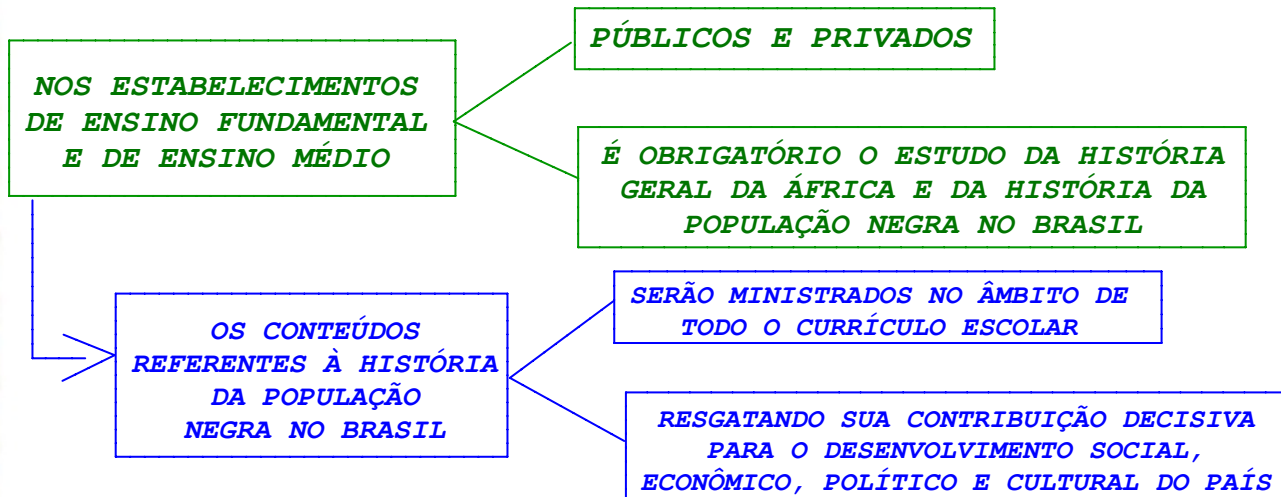 PÚBLICOS E PRIVADOS
NOS ESTABELECIMENTOS
DE ENSINO FUNDAMENTAL
E DE ENSINO MÉDIO
É OBRIGATÓRIO O ESTUDO DA HISTÓRIA
GERAL DA ÁFRICA E DA HISTÓRIA DA
POPULAÇÃO NEGRA NO BRASIL
SERÃO MINISTRADOS NO ÂMBITO DE
TODO O CURRÍCULO ESCOLAR
OS CONTEÚDOS
REFERENTES À HISTÓRIA
DA POPULAÇÃO
NEGRA NO BRASIL
RESGATANDO SUA CONTRIBUIÇÃO DECISIVA
PARA O DESENVOLVIMENTO SOCIAL,
ECONÔMICO, POLÍTICO E CULTURAL DO PAÍS